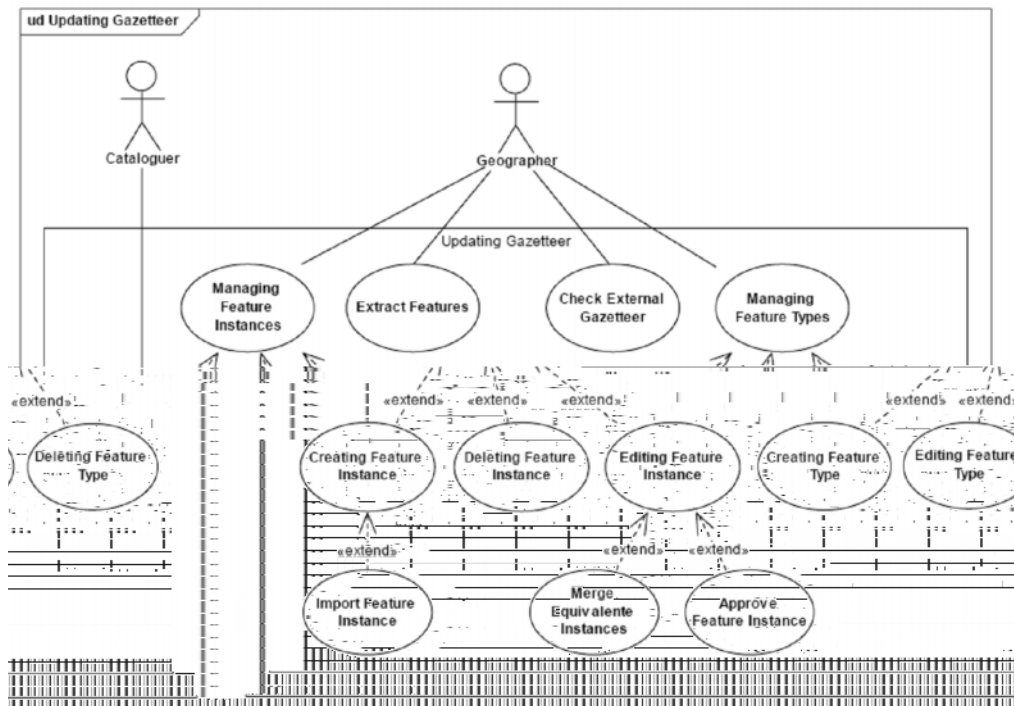 ud Updating Gazetteer
Cataloguer
Geographer
Updating Gazetteer
Managing
Feature
Instances
Extract Features
Check External
Gazetteer
Managing
Feature Types
«extend»
«extend»
«extend»
«extend»
«extend»
«extend»
Deleting Feature
Type
Creating Feature
Instance
Deleting Feature
Instance
Editing Feature
Instance
Creating Feature
Type
Editing Feature
Type
«extend»
«extend»
«extend»
Import Feature
Instance
Merge
Equivalente
Instances
Approve
Feature Instance